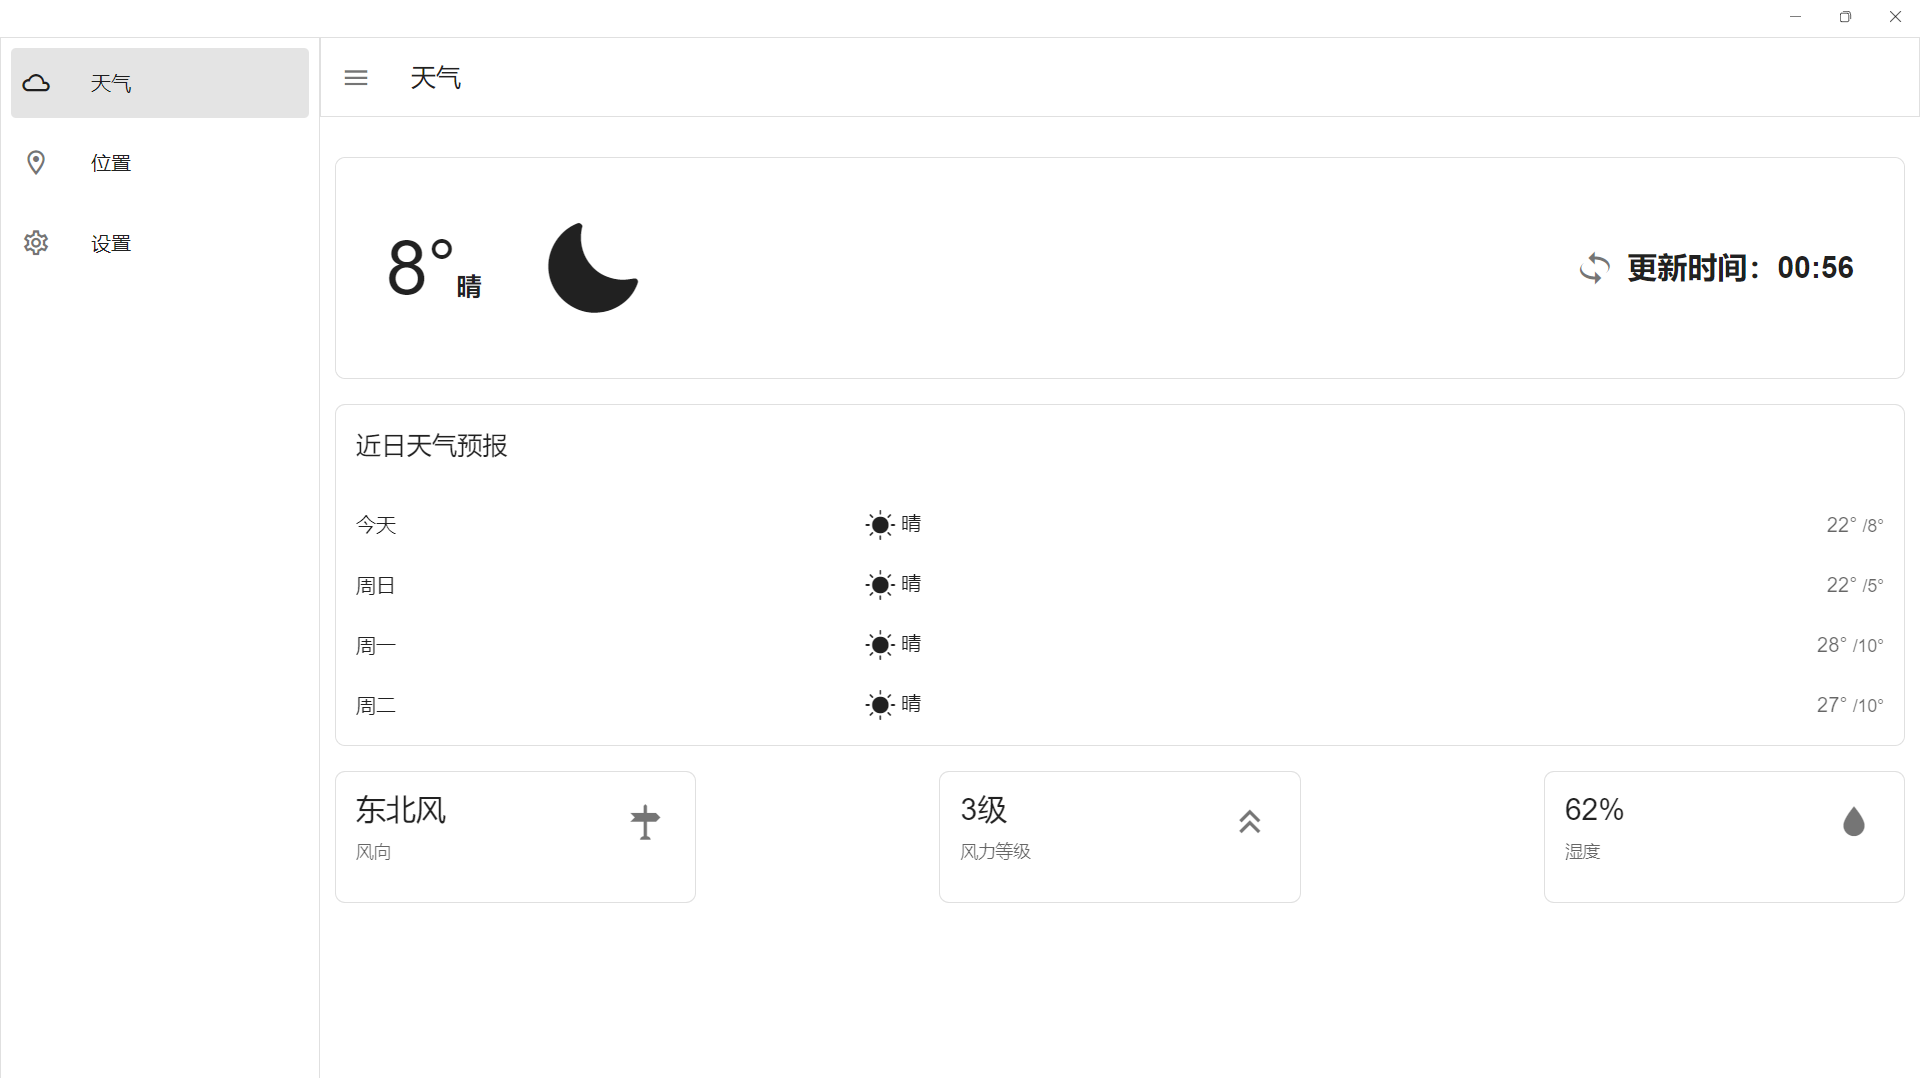 天气
位置
设置
天气
8° 晴
更新时间：00:56
近日天气预报
今天 晴 22° /8°
周日 晴 22° /5°
周一 晴 28° /10°
周二 晴 27° /10°
东北风
风向
3级
风力等级
62%
湿度